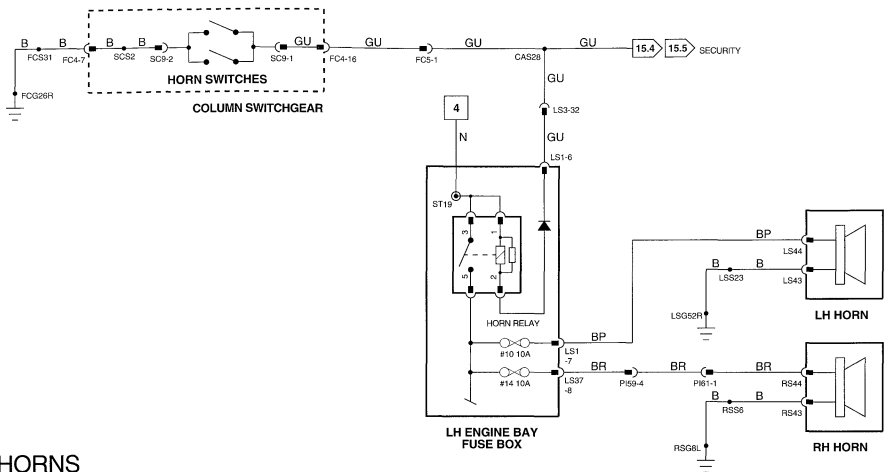 B
B
B
B
GU
GU
GU
GU
15.4
15.5
SECURITY
FCS31
FC4-7
SCS2
SC9-2
SC9-1
FC4-16
FC5-1
CAS28
HORN SWITCHES
FCG26R
COLUMN SWITCHGEAR
GU
4
LS3-32
N
GU
LS1-6
ST19
3
1
5
2
BP
LS44
B
B
LSS23
LS43
LSG52R
LH HORN
HORN RELAY
BP
#10 10A
LS1
-7
BR
BR
BR
#14 10A
LS37
-8
PI59-4
PI61-1
RS44
B
B
RSS6
RS43
RSG8L
RH HORN
LH ENGINE BAY
FUSE BOX
HORNS